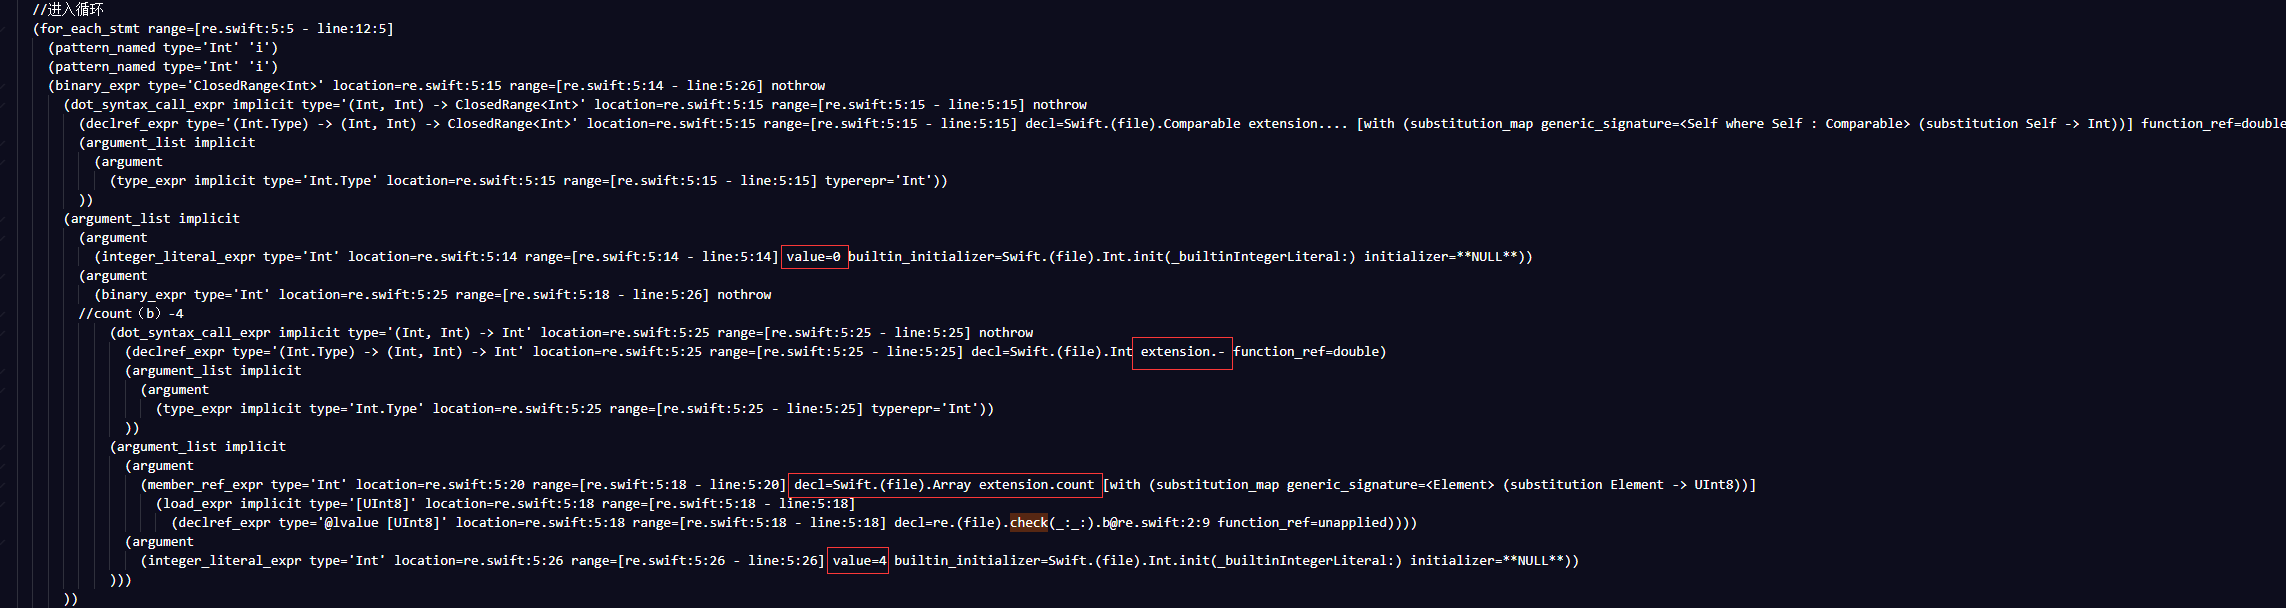 //进入循环
(for_each_stmt range=[re.swift:5:5 - line:12:5]
(pattern_named type='Int' 'i')
(pattern_named type='Int' 'i')
(binary_expr type='ClosedRange<Int>' location=re.swift:5:15 range=[re.swift:5:14 - line:5:26] nothrow
(dot_syntax_call_expr implicit type='(Int, Int) -> ClosedRange<Int>' location=re.swift:5:15 range=[re.swift:5:15 - line:5:15] nothrow
(declref_expr type='(Int.Type) -> (Int, Int) -> ClosedRange<Int>' location=re.swift:5:15 range=[re.swift:5:15 - line:5:15] decl=Swift.(file).Comparable extension.... [with (substitution_map generic_signature=<Self where Self : Comparable> (substitution Self -> Int))] function_ref=double
(argument_list implicit
(argument
(type_expr implicit type='Int.Type' location=re.swift:5:15 range=[re.swift:5:15 - line:5:15] typerepr='Int'))
))
(argument_list implicit
(argument
(integer_literal_expr type='Int' location=re.swift:5:14 range=[re.swift:5:14 - line:5:14] value=0 builtin_initializer=Swift.(file).Int.init(_builtinIntegerLiteral:) initializer=**NULL**))
(argument
(binary_expr type='Int' location=re.swift:5:25 range=[re.swift:5:18 - line:5:26] nothrow
//count（b）-4
(dot_syntax_call_expr implicit type='(Int, Int) -> Int' location=re.swift:5:25 range=[re.swift:5:25 - line:5:25] nothrow
(declref_expr type='(Int.Type) -> (Int, Int) -> Int' location=re.swift:5:25 range=[re.swift:5:25 - line:5:25] decl=Swift.(file).Int extension.- function_ref=double)
(argument_list implicit
(argument
(type_expr implicit type='Int.Type' location=re.swift:5:25 range=[re.swift:5:25 - line:5:25] typerepr='Int'))
))
(argument_list implicit
(argument
(member_ref_expr type='Int' location=re.swift:5:20 range=[re.swift:5:18 - line:5:20] decl=Swift.(file).Array extension.count [with (substitution_map generic_signature=<Element> (substitution Element -> UInt8))]
(load_expr implicit type='[UInt8]' location=re.swift:5:18 range=[re.swift:5:18 - line:5:18]
(declref_expr type='@lvalue [UInt8]' location=re.swift:5:18 range=[re.swift:5:18 - line:5:18] decl=re.(file).check(_:_:).b@re.swift:2:9 function_ref=unapplied))))
(argument
(integer_literal_expr type='Int' location=re.swift:5:26 range=[re.swift:5:26 - line:5:26] value=4 builtin_initializer=Swift.(file).Int.init(_builtinIntegerLiteral:) initializer=**NULL**))
)))
))